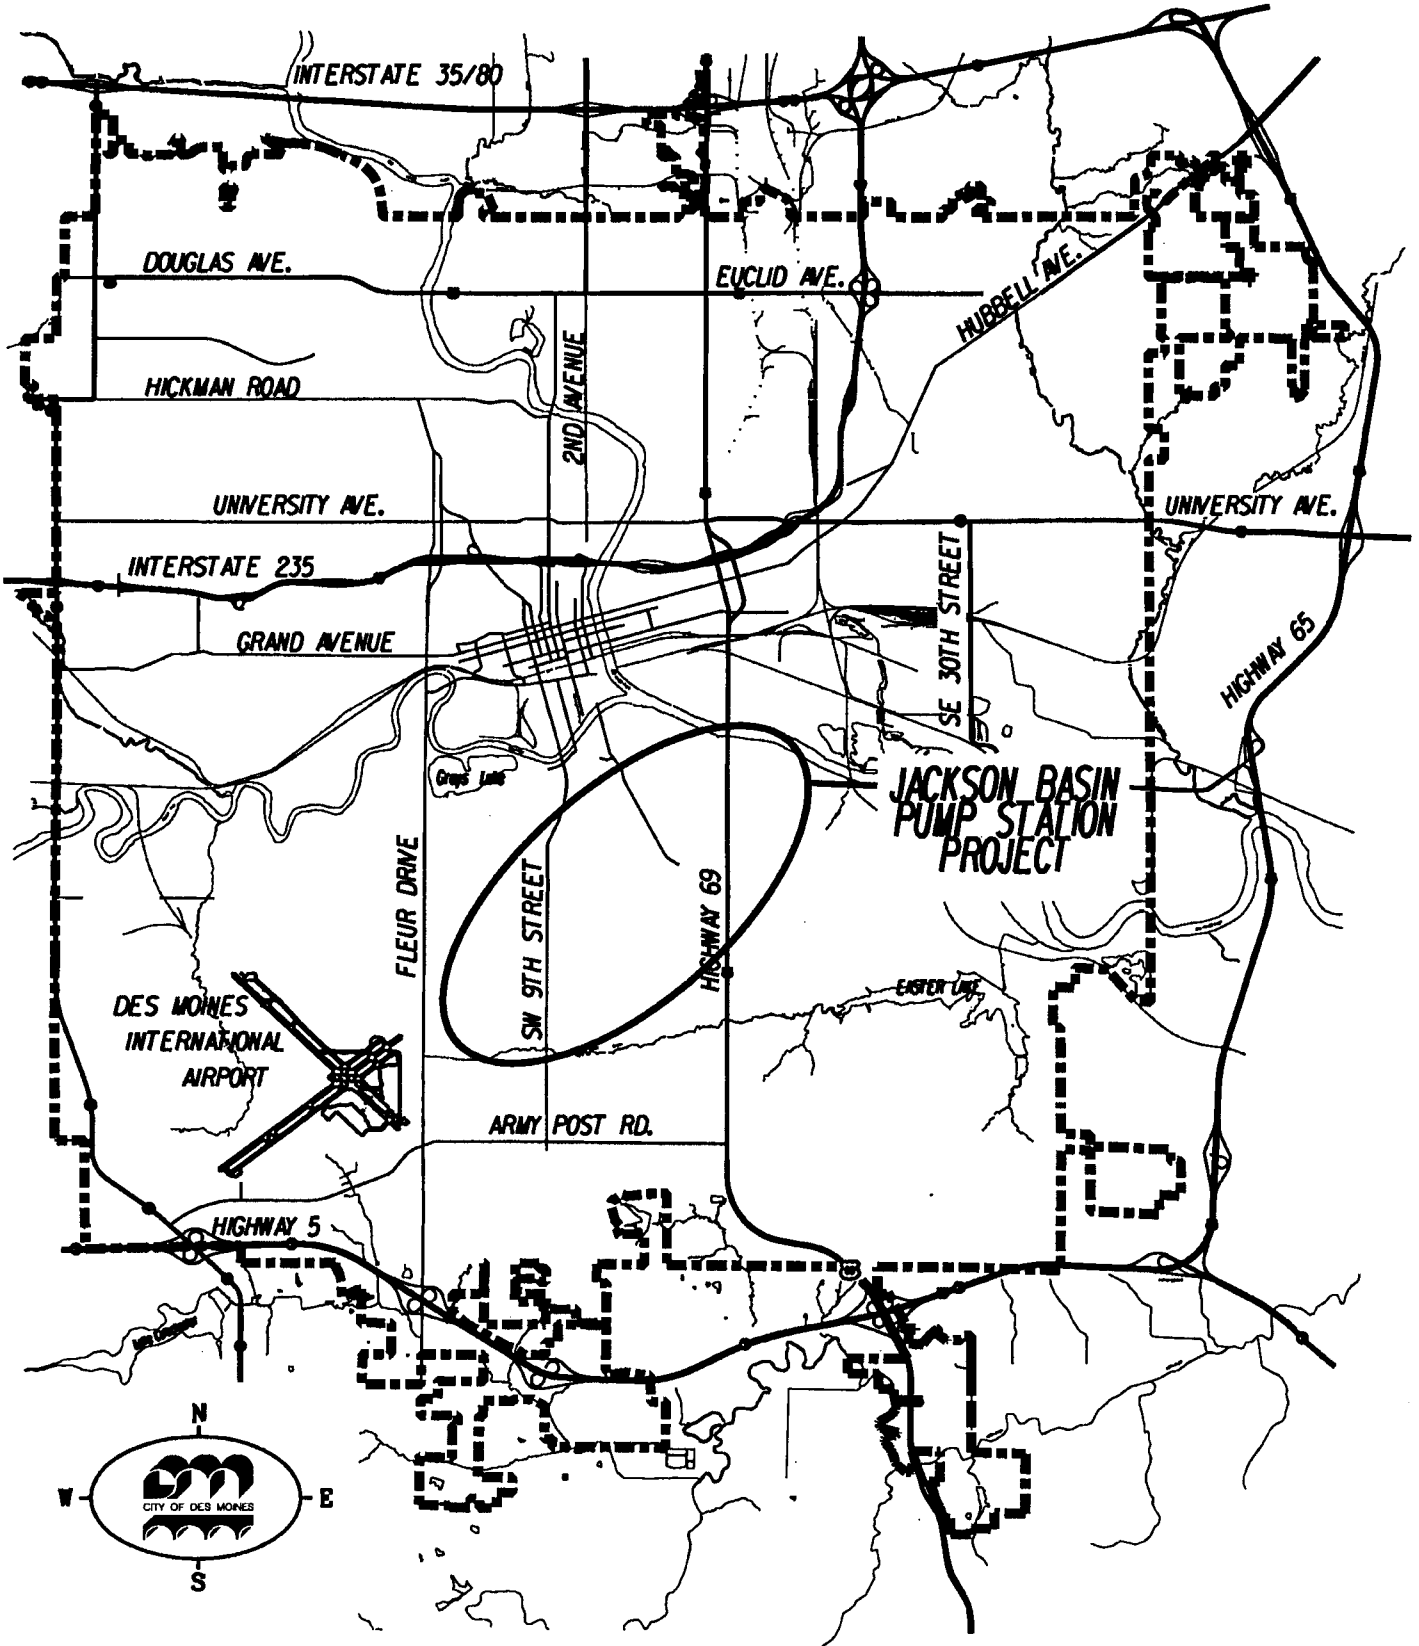 INTERSTATE 35/80
DOUGLAS AVE.
EUCLID AVE.
HUBBELL AVE.
2ND AVENUE
HICKMAN ROAD
UNIVERSITY AVE.
UNIVERSITY AVE.
INTERSTATE 235
SE 30TH STREET
GRAND AVENUE
HIGHWAY 65
Grays Lake
JACKSON BASIN
PUMP STATION
PROJECT
FLEUR DRIVE
SW 9TH STREET
HIGHWAY 69
EASTER LAKE
DES MOINES
INTERNATIONAL
AIRPORT
ARMY POST RD.
HIGHWAY 5
N
W
E
CITY OF DES MOINES
S